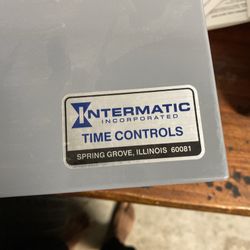 INTERMATIC
INCORPORATED
TIME CONTROLS
SPRING GROVE, ILLINOIS 60081